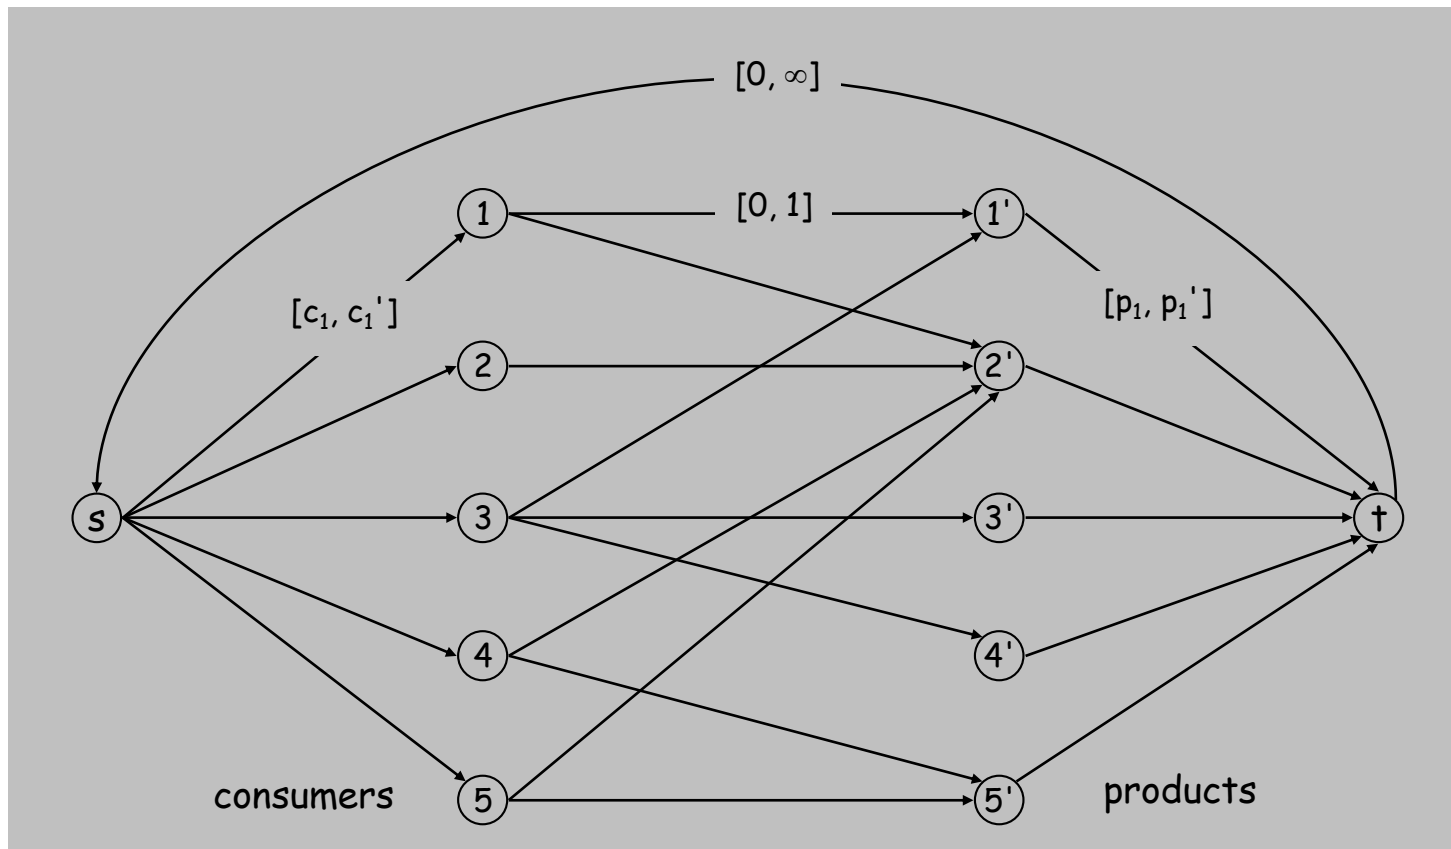 [0, ∞]
1
[0, 1]
1'
[c₁, c₁']
[p₁, p₁']
2
2'
s
3
3'
t
4
4'
consumers
5
5'
products